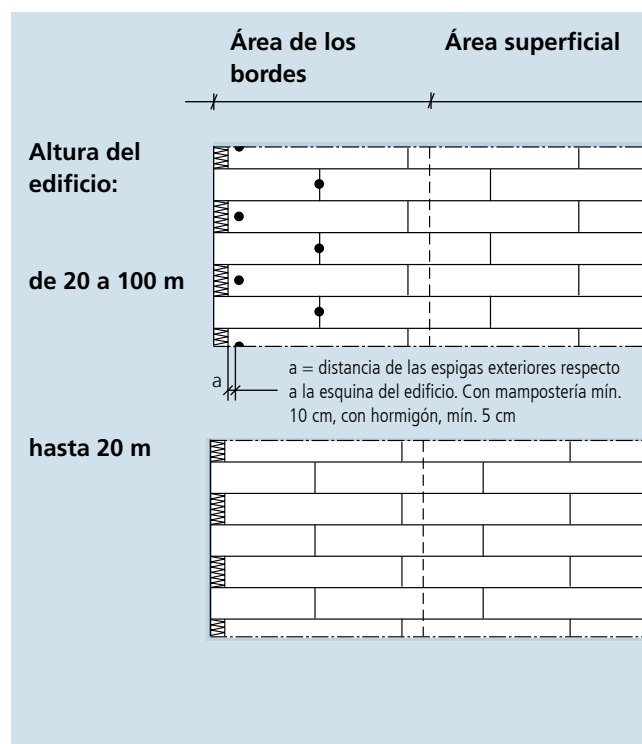 Área de los
bordes
Área superficial
Altura del
edificio:
de 20 a 100 m
a
a = distancia de las espigas exteriores respecto
a la esquina del edificio. Con mampostería mín.
10 cm, con hormigón, mín. 5 cm
hasta 20 m